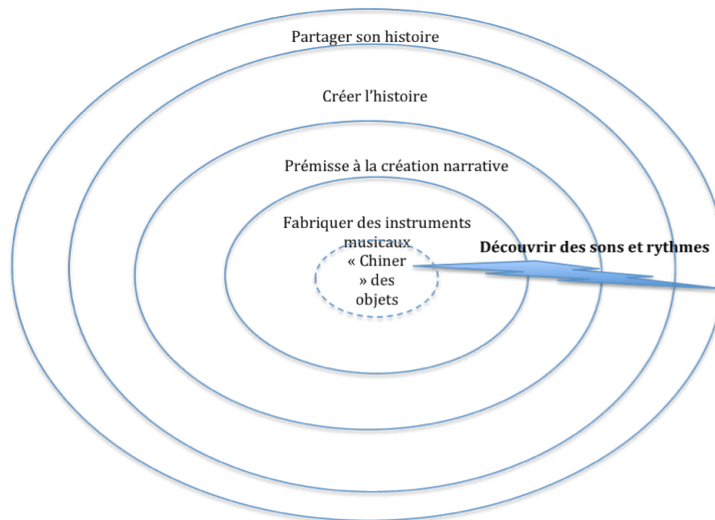 Partager son histoire
Créer l’histoire
Prémisse à la création narrative
Fabriquer des instruments
musicaux
« Chiner
» des
objets
Découvrir des sons et rythmes